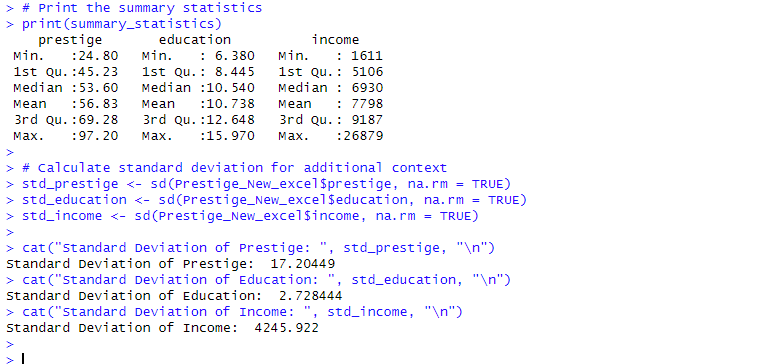 > # Print the summary statistics
> print(summary_statistics)
    prestige       education          income
 Min.   :24.80   Min.   : 6.380   Min.   : 1611
 1st Qu.:45.23   1st Qu.: 8.445   1st Qu.: 5106
 Median :53.60   Median :10.540   Median : 6930
 Mean   :56.83   Mean   :10.738   Mean   : 7798
 3rd Qu.:69.28   3rd Qu.:12.648   3rd Qu.: 9187
 Max.   :97.20   Max.   :15.970   Max.   :26879
>
> # Calculate standard deviation for additional context
> std_prestige <- sd(Prestige_New_excel$prestige, na.rm = TRUE)
> std_education <- sd(Prestige_New_excel$education, na.rm = TRUE)
> std_income <- sd(Prestige_New_excel$income, na.rm = TRUE)
>
> cat("Standard Deviation of Prestige: ", std_prestige, "\n")
Standard Deviation of Prestige:  17.20449
> cat("Standard Deviation of Education: ", std_education, "\n")
Standard Deviation of Education:  2.728444
> cat("Standard Deviation of Income: ", std_income, "\n")
Standard Deviation of Income:  4245.922
>
>